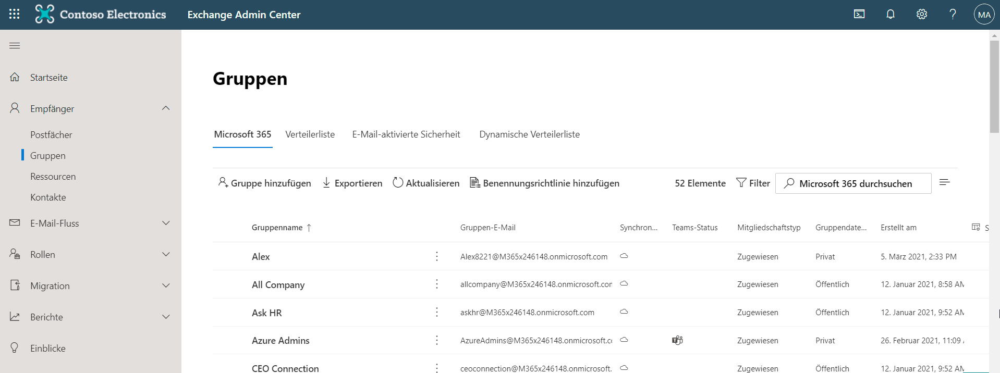 Contoso Electronics
Exchange Admin Center
MA
Startseite
Empfänger
Postfächer
Gruppen
Ressourcen
Kontakte
E-Mail-Fluss
Rollen
Migration
Berichte
Einblicke
Gruppen
Microsoft 365 Verteilerliste E-Mail-aktivierte Sicherheit Dynamische Verteilerliste
Gruppe hinzufügen Exportieren Aktualisieren Benennungsrichtlinie hinzufügen 52 Elemente Filter Microsoft 365 durchsuchen
Gruppenname ↑ Gruppen-E-Mail Synchron... Teams-Status Mitgliedschaftstyp Gruppendate... Erstellt am S
Alex Alex8221@M365x246148.onmicrosoft.com Zugewiesen Privat 5. März 2021, 2:33 PM
All Company allcompany@M365x246148.onmicrosoft.con Zugewiesen Öffentlich 12. Januar 2021, 8:58 AM
Ask HR askhr@M365x246148.onmicrosoft.com Zugewiesen Öffentlich 12. Januar 2021, 9:52 AM
Azure Admins AzureAdmins@M365x246148.onmicrosoft.c Zugewiesen Privat 26. Februar 2021, 11:09
CEO Connection ceoconnection@M365x246148.onmicrosoft. Zugewiesen Öffentlich 12. Januar 2021, 9:52 AM